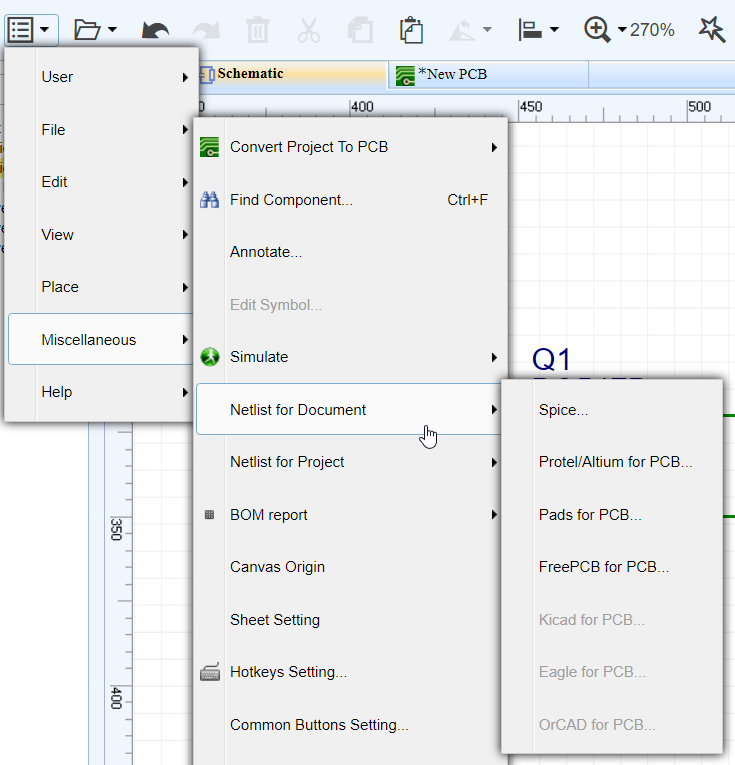 270%
Schematic
*New PCB
400
450
500
User
File
Edit
View
Place
Miscellaneous
Help
Convert Project To PCB
Find Component... Ctrl+F
Annotate...
Edit Symbol...
Simulate
Netlist for Document
Netlist for Project
BOM report
Canvas Origin
Sheet Setting
Hotkeys Setting...
Common Buttons Setting...
Q1
Spice...
Protel/Altium for PCB...
Pads for PCB...
FreePCB for PCB...
Kicad for PCB...
Eagle for PCB...
OrCAD for PCB...
350
400